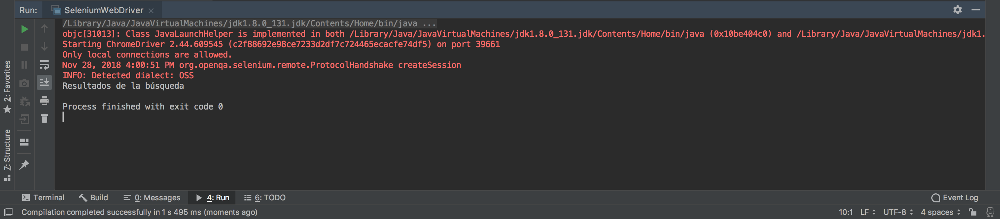 Run: SeleniumWebDriver
/Library/Java/JavaVirtualMachines/jdk1.8.0_131.jdk/Contents/Home/bin/java ...
objc[31013]: Class JavaLaunchHelper is implemented in both /Library/Java/JavaVirtualMachines/jdk1.8.0_131.jdk/Contents/Home/bin/java (0x10be404c0) and /Library/Java/JavaVirtualMachines/jdk1.
Starting ChromeDriver 2.44.609545 (c2f88692e98ce7233d2df7c724465ecacfe74df5) on port 39661
Only local connections are allowed.
Nov 28, 2018 4:00:51 PM org.openqa.selenium.remote.ProtocolHandshake createSession
INFO: Detected dialect: OSS
Resultados de la búsqueda
Process finished with exit code 0
2: Favorites
7: Structure
Terminal Build 0: Messages 4: Run 6: TODO Event Log
Compilation completed successfully in 1 s 495 ms (moments ago) 10:1 LF UTF-8 4 spaces